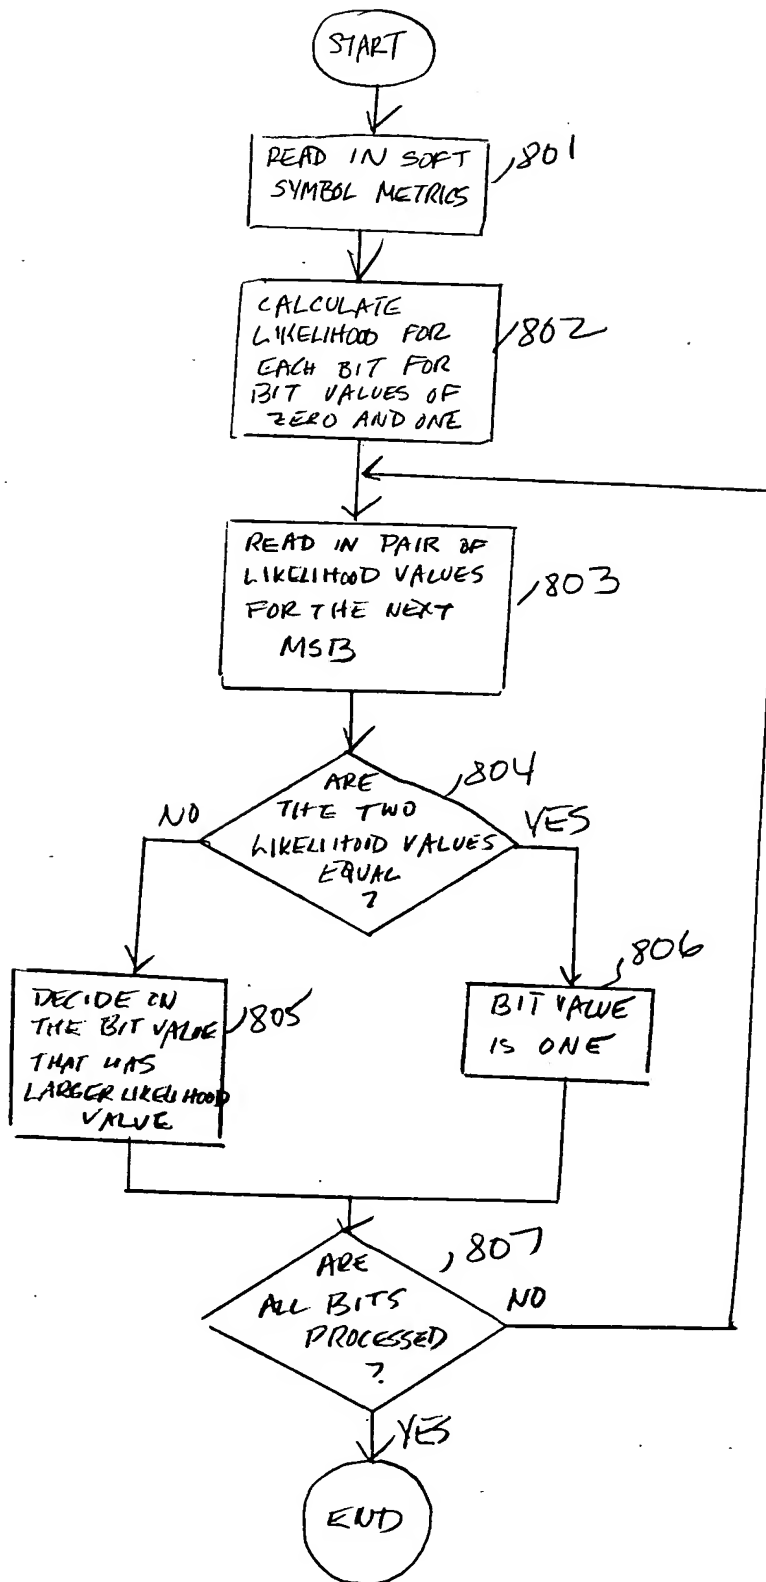 START
READ IN SOFT
SYMBOL METRICS
801
CALCULATE
LIKELIHOOD FOR
EACH BIT FOR
BIT VALUES OF
ZERO AND ONE
802
READ IN PAIR OF
LIKELIHOOD VALUES
FOR THE NEXT
MSB
803
ARE
THE TWO
LIKELIHOOD VALUES
EQUAL
?
804
NO
YES
DECIDE ON
THE BIT VALUE
THAT HAS
LARGER LIKELIHOOD
VALUE
805
BIT VALUE
IS ONE
806
ARE
ALL BITS
PROCESSED
?
807
NO
YES
END